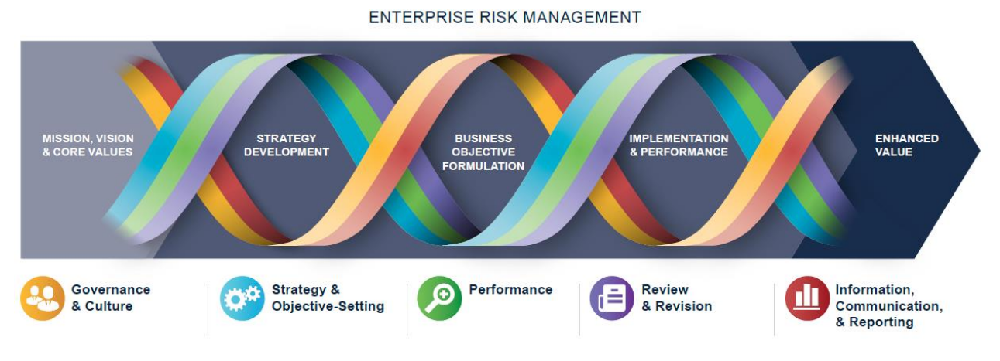 ENTERPRISE RISK MANAGEMENT
MISSION, VISION
& CORE VALUES
STRATEGY
DEVELOPMENT
BUSINESS
OBJECTIVE
FORMULATION
IMPLEMENTATION
& PERFORMANCE
ENHANCED
VALUE
Governance
& Culture
Strategy &
Objective-Setting
Performance
Review
& Revision
Information,
Communication,
& Reporting